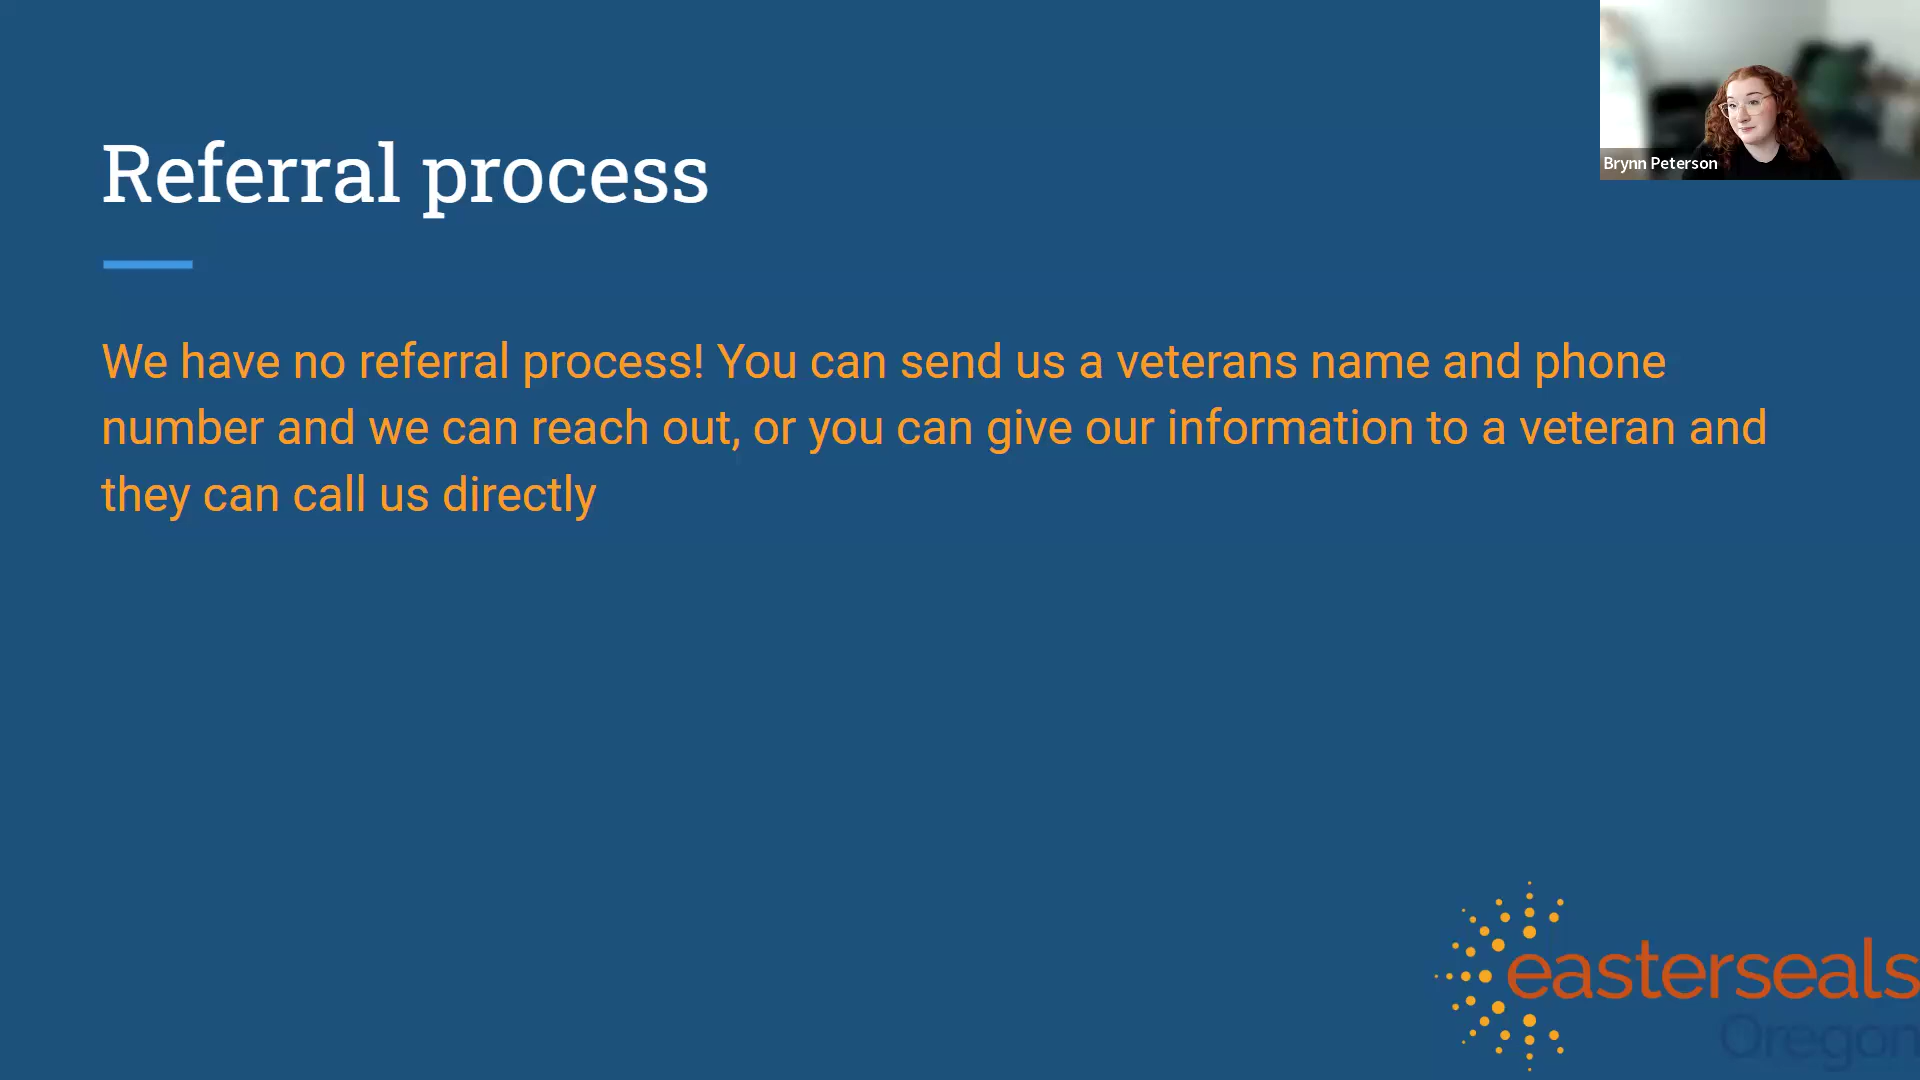 Referral process
Brynn Peterson
We have no referral process! You can send us a veterans name and phone
number and we can reach out, or you can give our information to a veteran and
they can call us directly
easterseals
Oregon